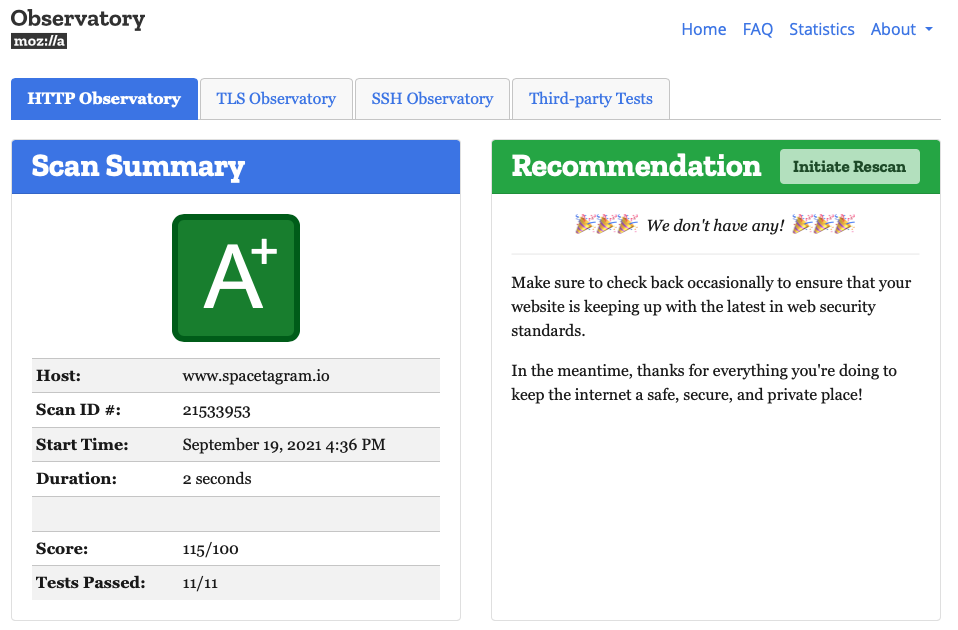 Observatory
moz://a
Home FAQ Statistics About
HTTP Observatory TLS Observatory SSH Observatory Third-party Tests
Scan Summary
A+
Host: www.spacetagram.io
Scan ID #: 21533953
Start Time: September 19, 2021 4:36 PM
Duration: 2 seconds
Score: 115/100
Tests Passed: 11/11
Recommendation Initiate Rescan
🎉🎉🎉 We don't have any! 🎉🎉🎉
Make sure to check back occasionally to ensure that your
website is keeping up with the latest in web security
standards.
In the meantime, thanks for everything you're doing to
keep the internet a safe, secure, and private place!